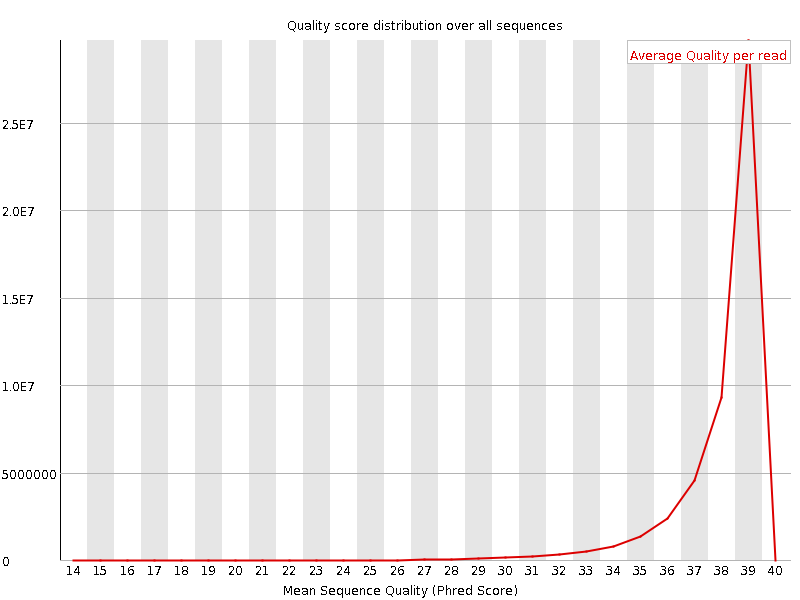 Quality score distribution over all sequences
Average Quality per read
2.5E7
2.0E7
1.5E7
1.0E7
5000000
0
14 15 16 17 18 19 20 21 22 23 24 25 26 27 28 29 30 31 32 33 34 35 36 37 38 39 40
Mean Sequence Quality (Phred Score)